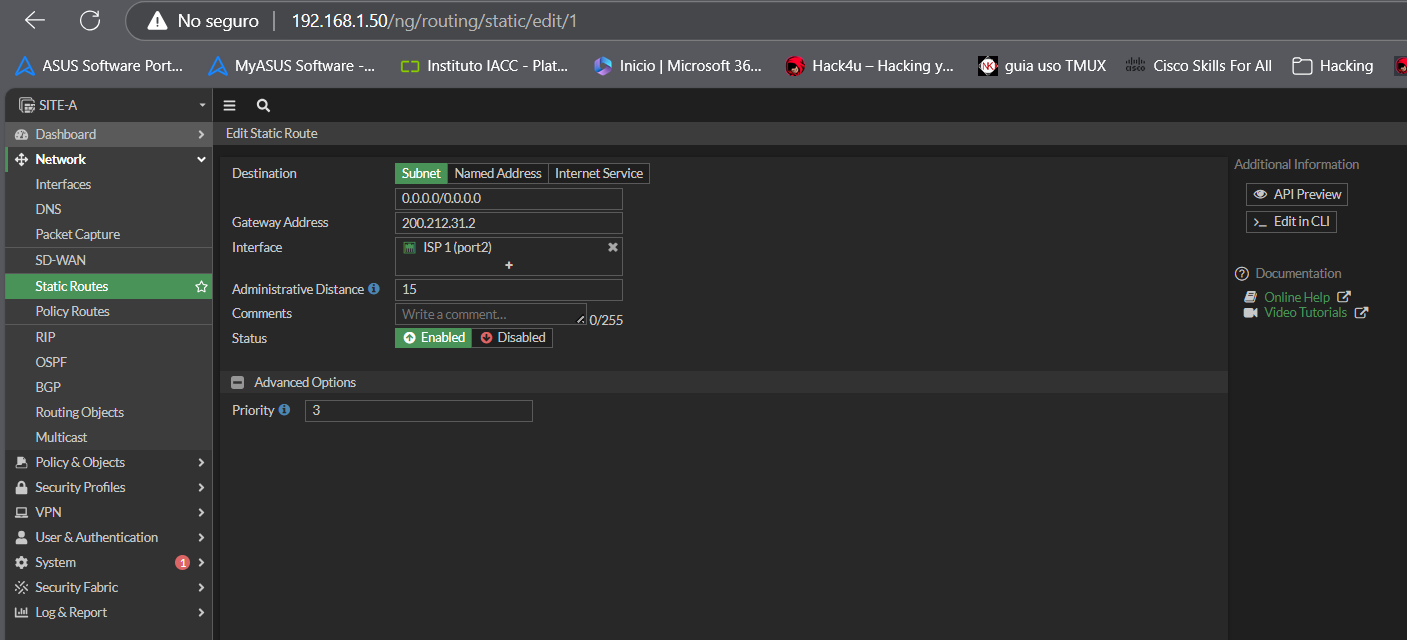 No seguro 192.168.1.50/ng/routing/static/edit/1
ASUS Software Port... MyASUS Software -... Instituto IACC - Plat... Inicio | Microsoft 36... Hack4u – Hacking y... NK guia uso TMUX cisco Cisco Skills For All Hacking
SITE-A
Dashboard
Network
Interfaces
DNS
Packet Capture
SD-WAN
Static Routes
Policy Routes
RIP
OSPF
BGP
Routing Objects
Multicast
Policy & Objects
Security Profiles
VPN
User & Authentication
System 1
Security Fabric
Log & Report
Edit Static Route
Destination Subnet Named Address Internet Service
0.0.0.0/0.0.0.0
Gateway Address 200.212.31.2
Interface ISP 1 (port2)
+
Administrative Distance 15
Comments Write a comment... 0/255
Status Enabled Disabled
Advanced Options
Priority 3
Additional Information
API Preview
>_ Edit in CLI
Documentation
Online Help
Video Tutorials